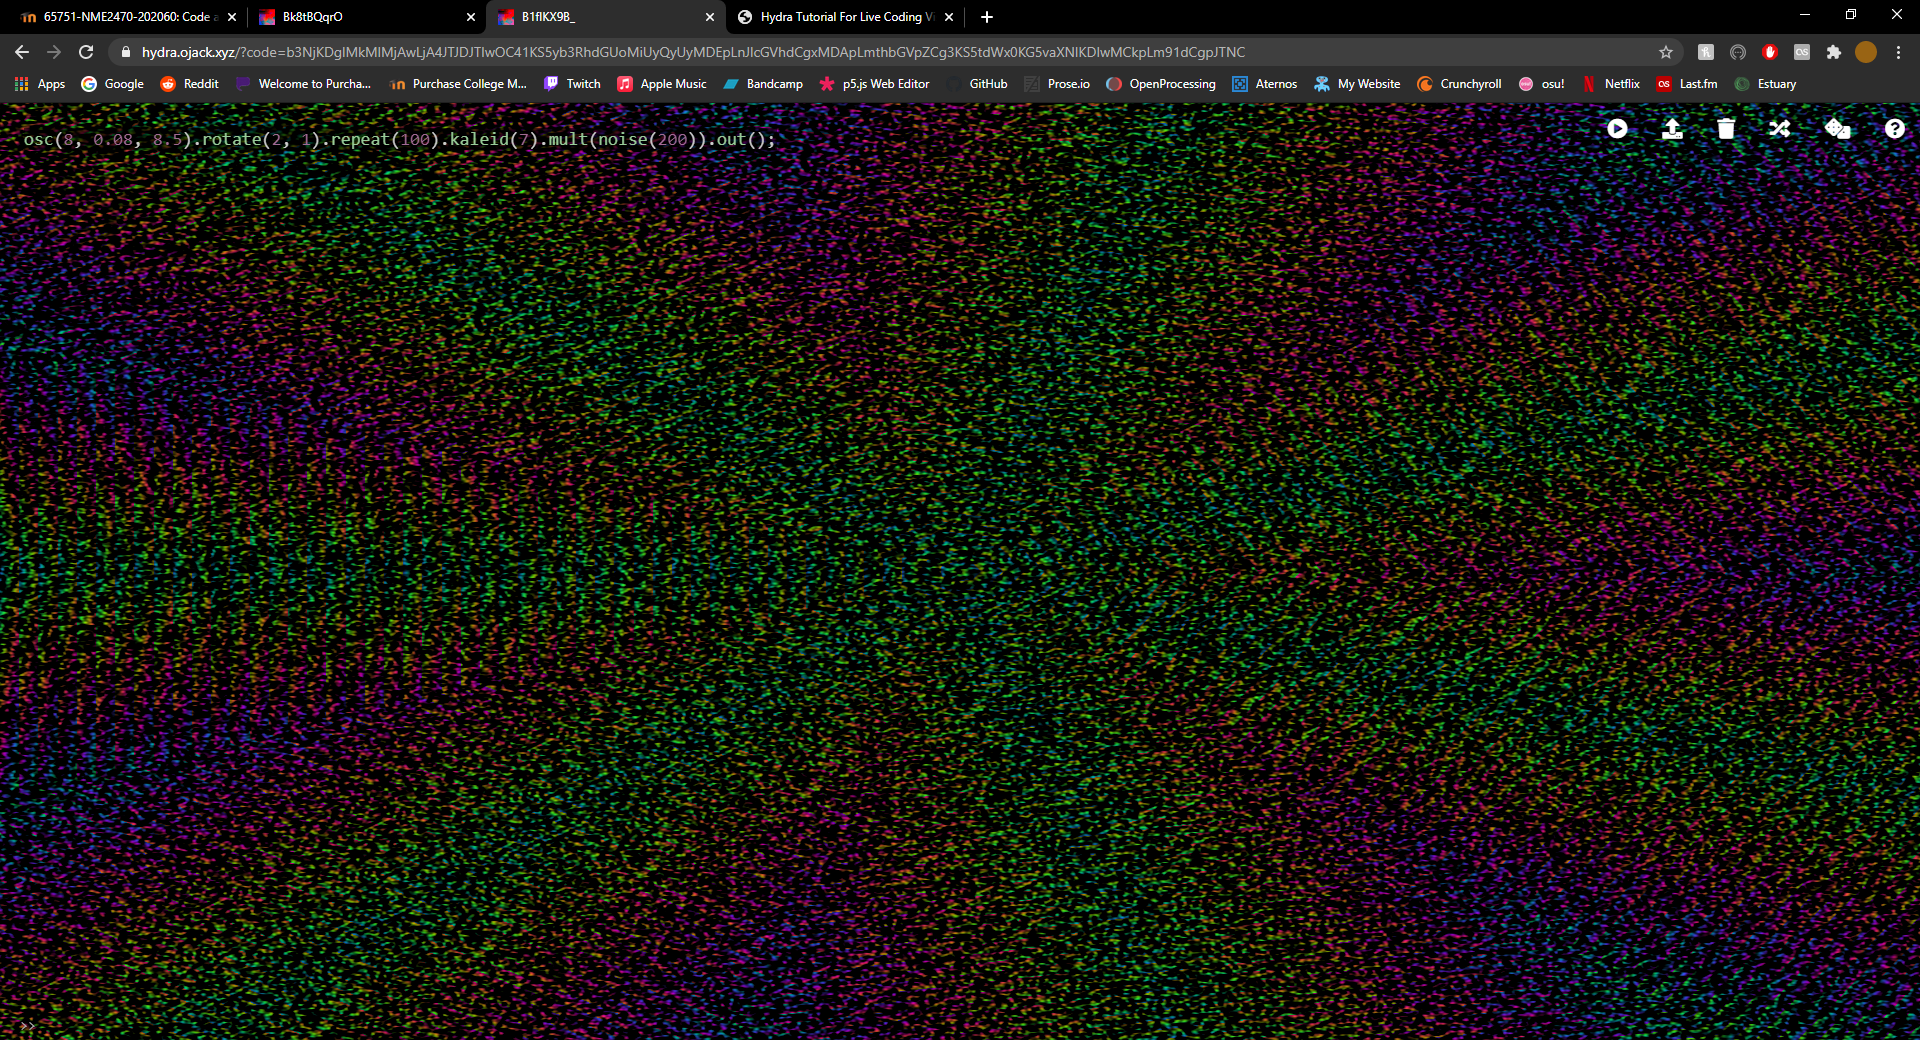 65751-NME2470-202060: Code a
Bk8tBQqrO
B1flKX9B_
Hydra Tutorial For Live Coding Vi
hydra.ojack.xyz/?code=b3NjKDglMkMlMjAwLjA4JTJDJTIwOC41KS5yb3RhdGUoMiUyQyUyMDEpLnJlcGVhdCgxMDApLmthbGVpZCg3KS5tdWx0KG5vaXNlKDIwMCkpLm91dCgpJTNC
Apps Google Reddit Welcome to Purcha... Purchase College M... Twitch Apple Music Bandcamp p5.js Web Editor GitHub Prose.io OpenProcessing Aternos My Website Crunchyroll osu! Netflix Last.fm Estuary
osc(8, 0.08, 8.5).rotate(2, 1).repeat(100).kaleid(7).mult(noise(200)).out();
>>